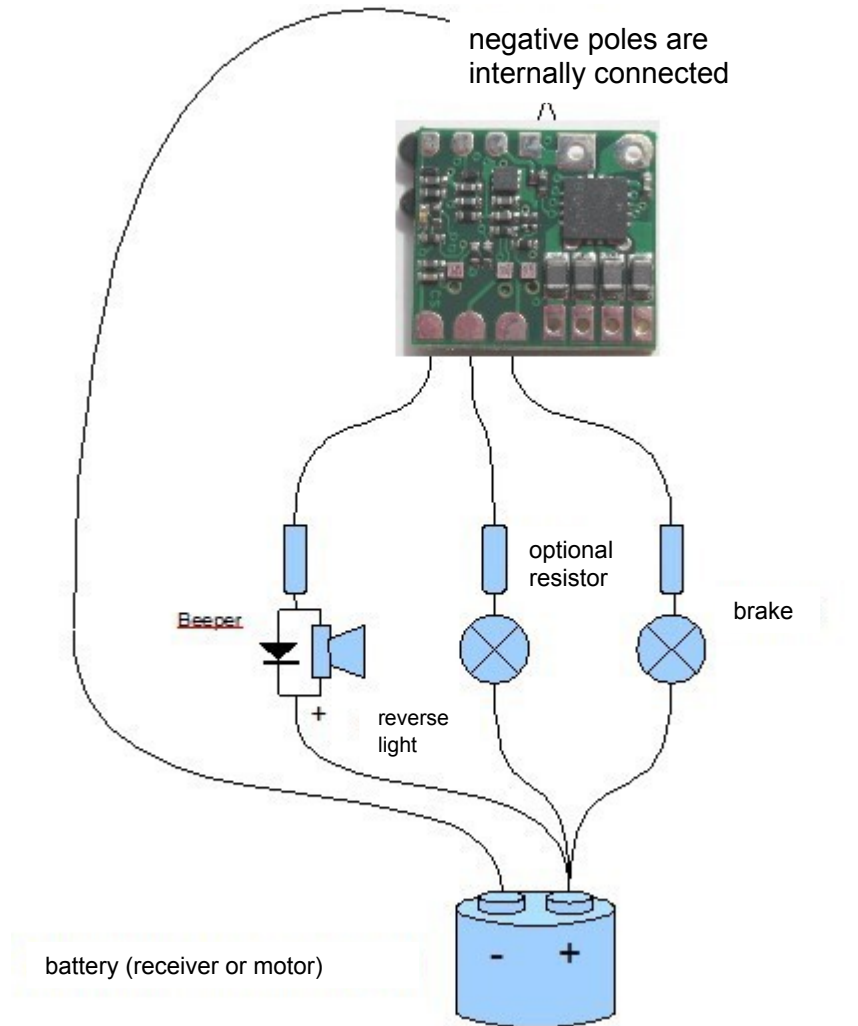 negative poles are
internally connected
optional
resistor
Beeper
brake
+
reverse
light
- +
battery (receiver or motor)